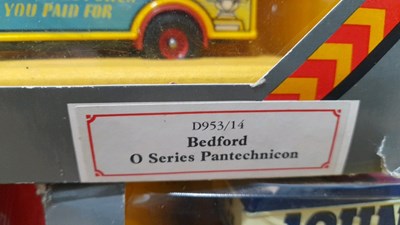 YOU PAID FOR
D953/14
Bedford
O Series Pantechnicon